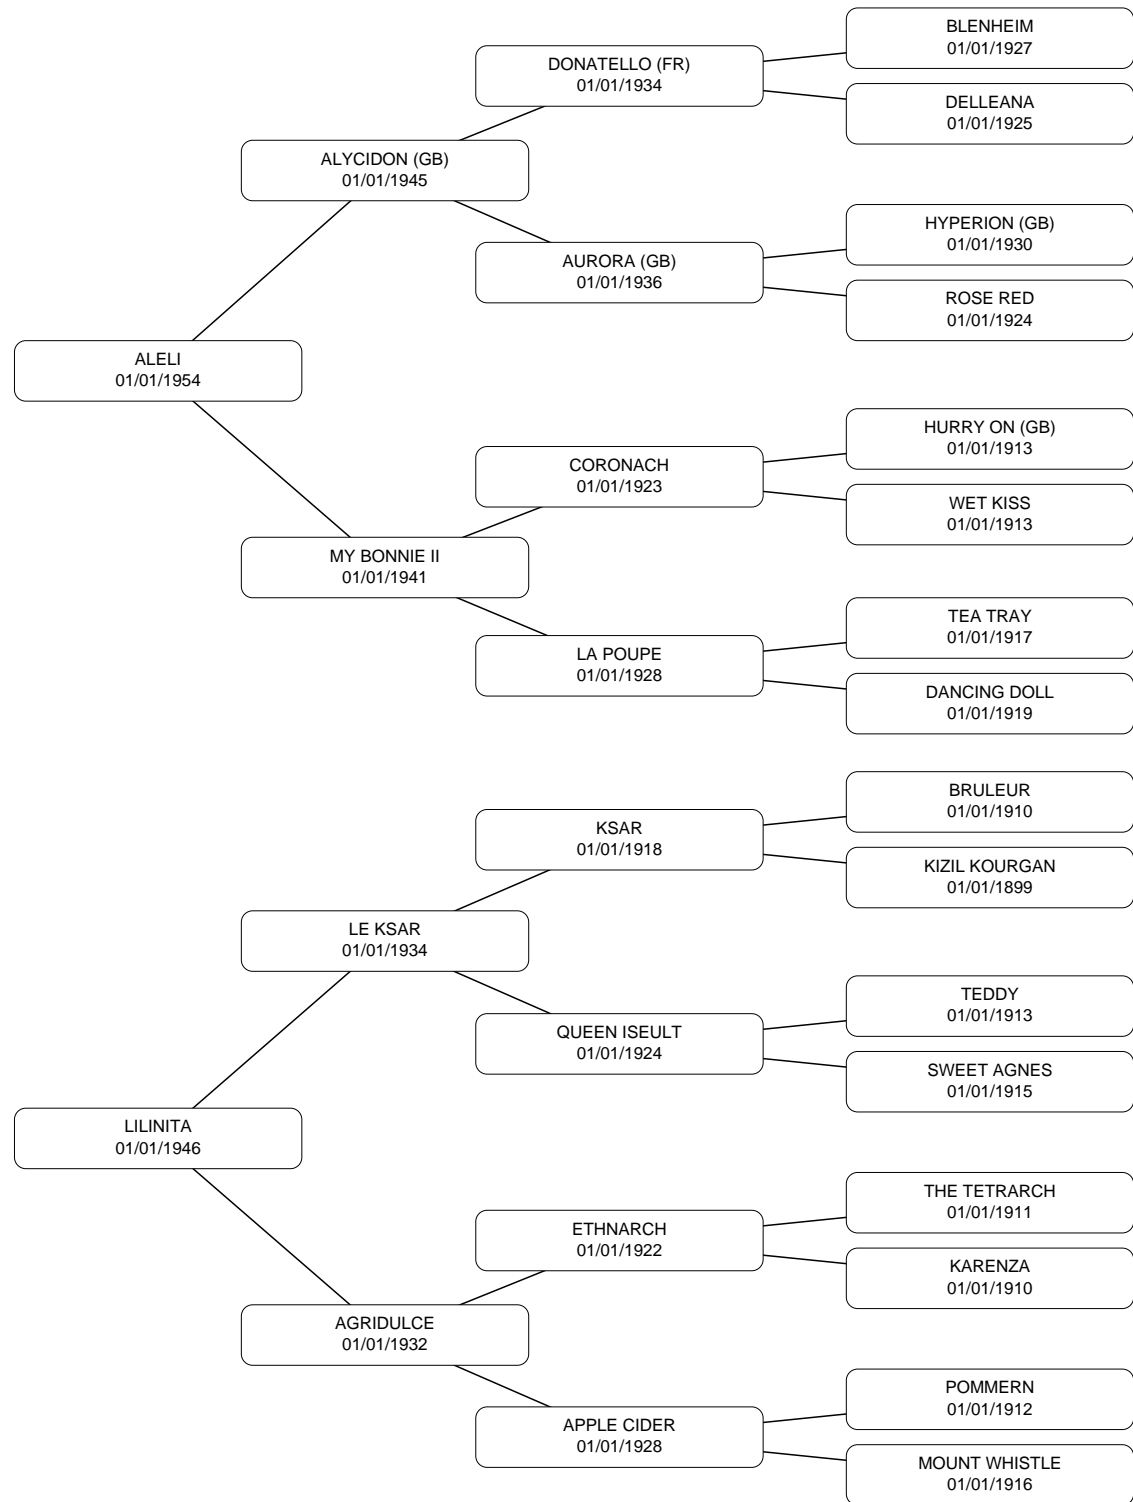 BLENHEIM
01/01/1927
DONATELLO (FR)
01/01/1934
DELLEANA
01/01/1925
ALYCIDON (GB)
01/01/1945
HYPERION (GB)
01/01/1930
AURORA (GB)
01/01/1936
ROSE RED
01/01/1924
ALELI
01/01/1954
HURRY ON (GB)
01/01/1913
CORONACH
01/01/1923
WET KISS
01/01/1913
MY BONNIE II
01/01/1941
TEA TRAY
01/01/1917
LA POUPE
01/01/1928
DANCING DOLL
01/01/1919
BRULEUR
01/01/1910
KSAR
01/01/1918
KIZIL KOURGAN
01/01/1899
LE KSAR
01/01/1934
TEDDY
01/01/1913
QUEEN ISEULT
01/01/1924
SWEET AGNES
01/01/1915
LILINITA
01/01/1946
THE TETRARCH
01/01/1911
ETHNARCH
01/01/1922
KARENZA
01/01/1910
AGRIDULCE
01/01/1932
POMMERN
01/01/1912
APPLE CIDER
01/01/1928
MOUNT WHISTLE
01/01/1916